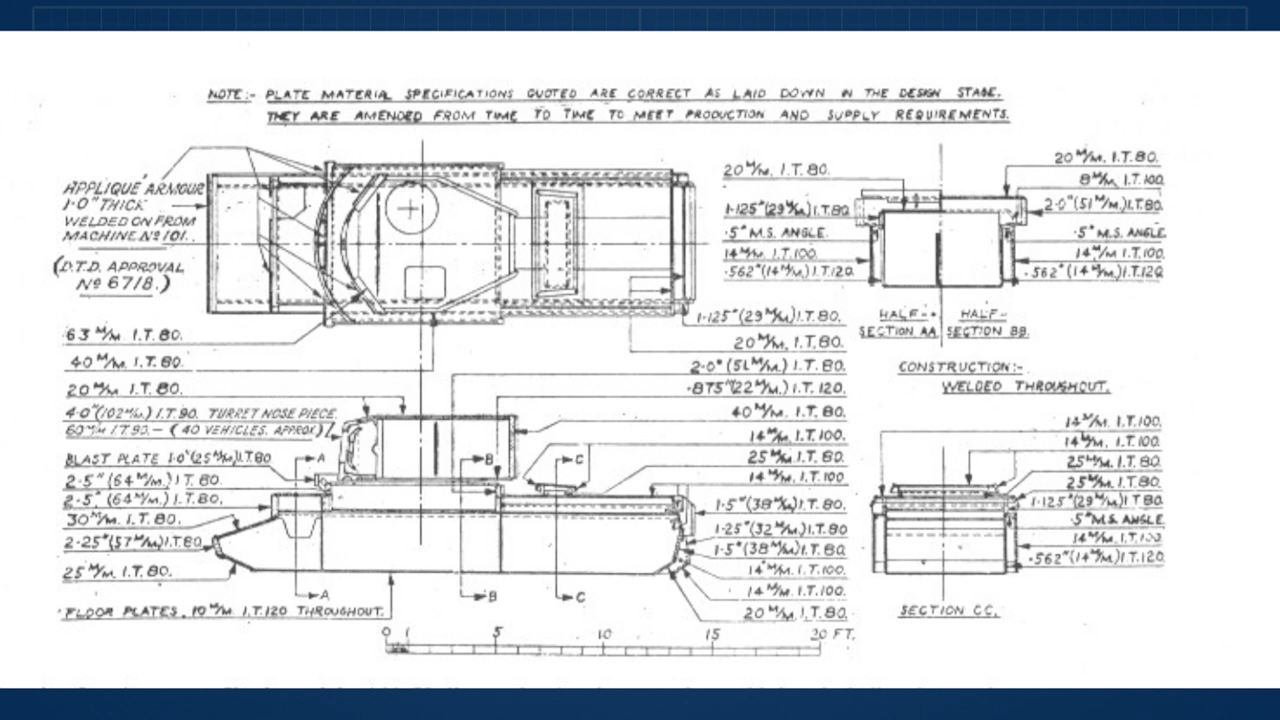 NOTE:- PLATE MATERIAL SPECIFICATIONS QUOTED ARE CORRECT AS LAID DOWN IN THE DESIGN STAGE.
THEY ARE AMENDED FROM TIME TO TIME TO MEET PRODUCTION AND SUPPLY REQUIREMENTS.
APPLIQUÉ ARMOUR
1·0" THICK
WELDED ON FROM
MACHINE Nº 101.
(D.T.D. APPROVAL
Nº 6718.)
63 M/M. I.T. 80.
40 M/M. I.T. 80.
20 M/M. I.T. 80.
4·0" (102 M/M.) I.T. 90. TURRET NOSE PIECE.
60 M/M I.T.90.— (40 VEHICLES. APPROX)
BLAST PLATE 1·0" (25 M/M) I.T.80
2·5" (64 M/M.) I.T. 80.
2·5" (64 M/M.) I.T. 80.
30 M/M. I.T. 80.
2·25" (57 M/M) I.T. 80.
25 M/M. I.T. 80.
FLOOR PLATES. 10 M/M. I.T.120 THROUGHOUT.
A
A
B
B
C
C
1·125" (29 M/M.) I.T. 80.
20 M/M. I.T. 80.
2·0" (51 M/M.) I.T. 80.
·875" (22 M/M.) I.T. 120.
40 M/M. I.T. 80.
14 M/M. I.T. 100.
25 M/M. I.T. 80.
14 M/M. I.T. 100
1·5" (38 M/M) I.T. 80.
1·25" (32 M/M) I.T. 80
1·5" (38 M/M) I.T. 80.
14 M/M. I.T. 100.
14 M/M. I.T. 100.
20 M/M. I.T. 80.
0 1 5 10 15 20 FT.
20 M/M. I.T. 80.
1·125" (29 M/M) I.T. 80.
·5" M.S. ANGLE.
14 M/M. I.T. 100.
·562" (14 M/M.) I.T. 120.
20 M/M. I.T. 80.
8 M/M. I.T. 100.
2·0" (51 M/M.) I.T. 80.
·5" M.S. ANGLE.
14 M/M. I.T. 100.
·562" (14 M/M.) I.T. 120.
HALF-
SECTION AA.
HALF-
SECTION BB.
CONSTRUCTION:-
WELDED THROUGHOUT.
14 M/M. I.T. 100.
14 M/M. I.T. 100.
25 M/M. I.T. 80.
25 M/M. I.T. 80.
1·125" (29 M/M) I.T. 80.
·5" M.S. ANGLE
14 M/M. I.T.
·562" (14 M/M) I.T. 120.
SECTION CC.